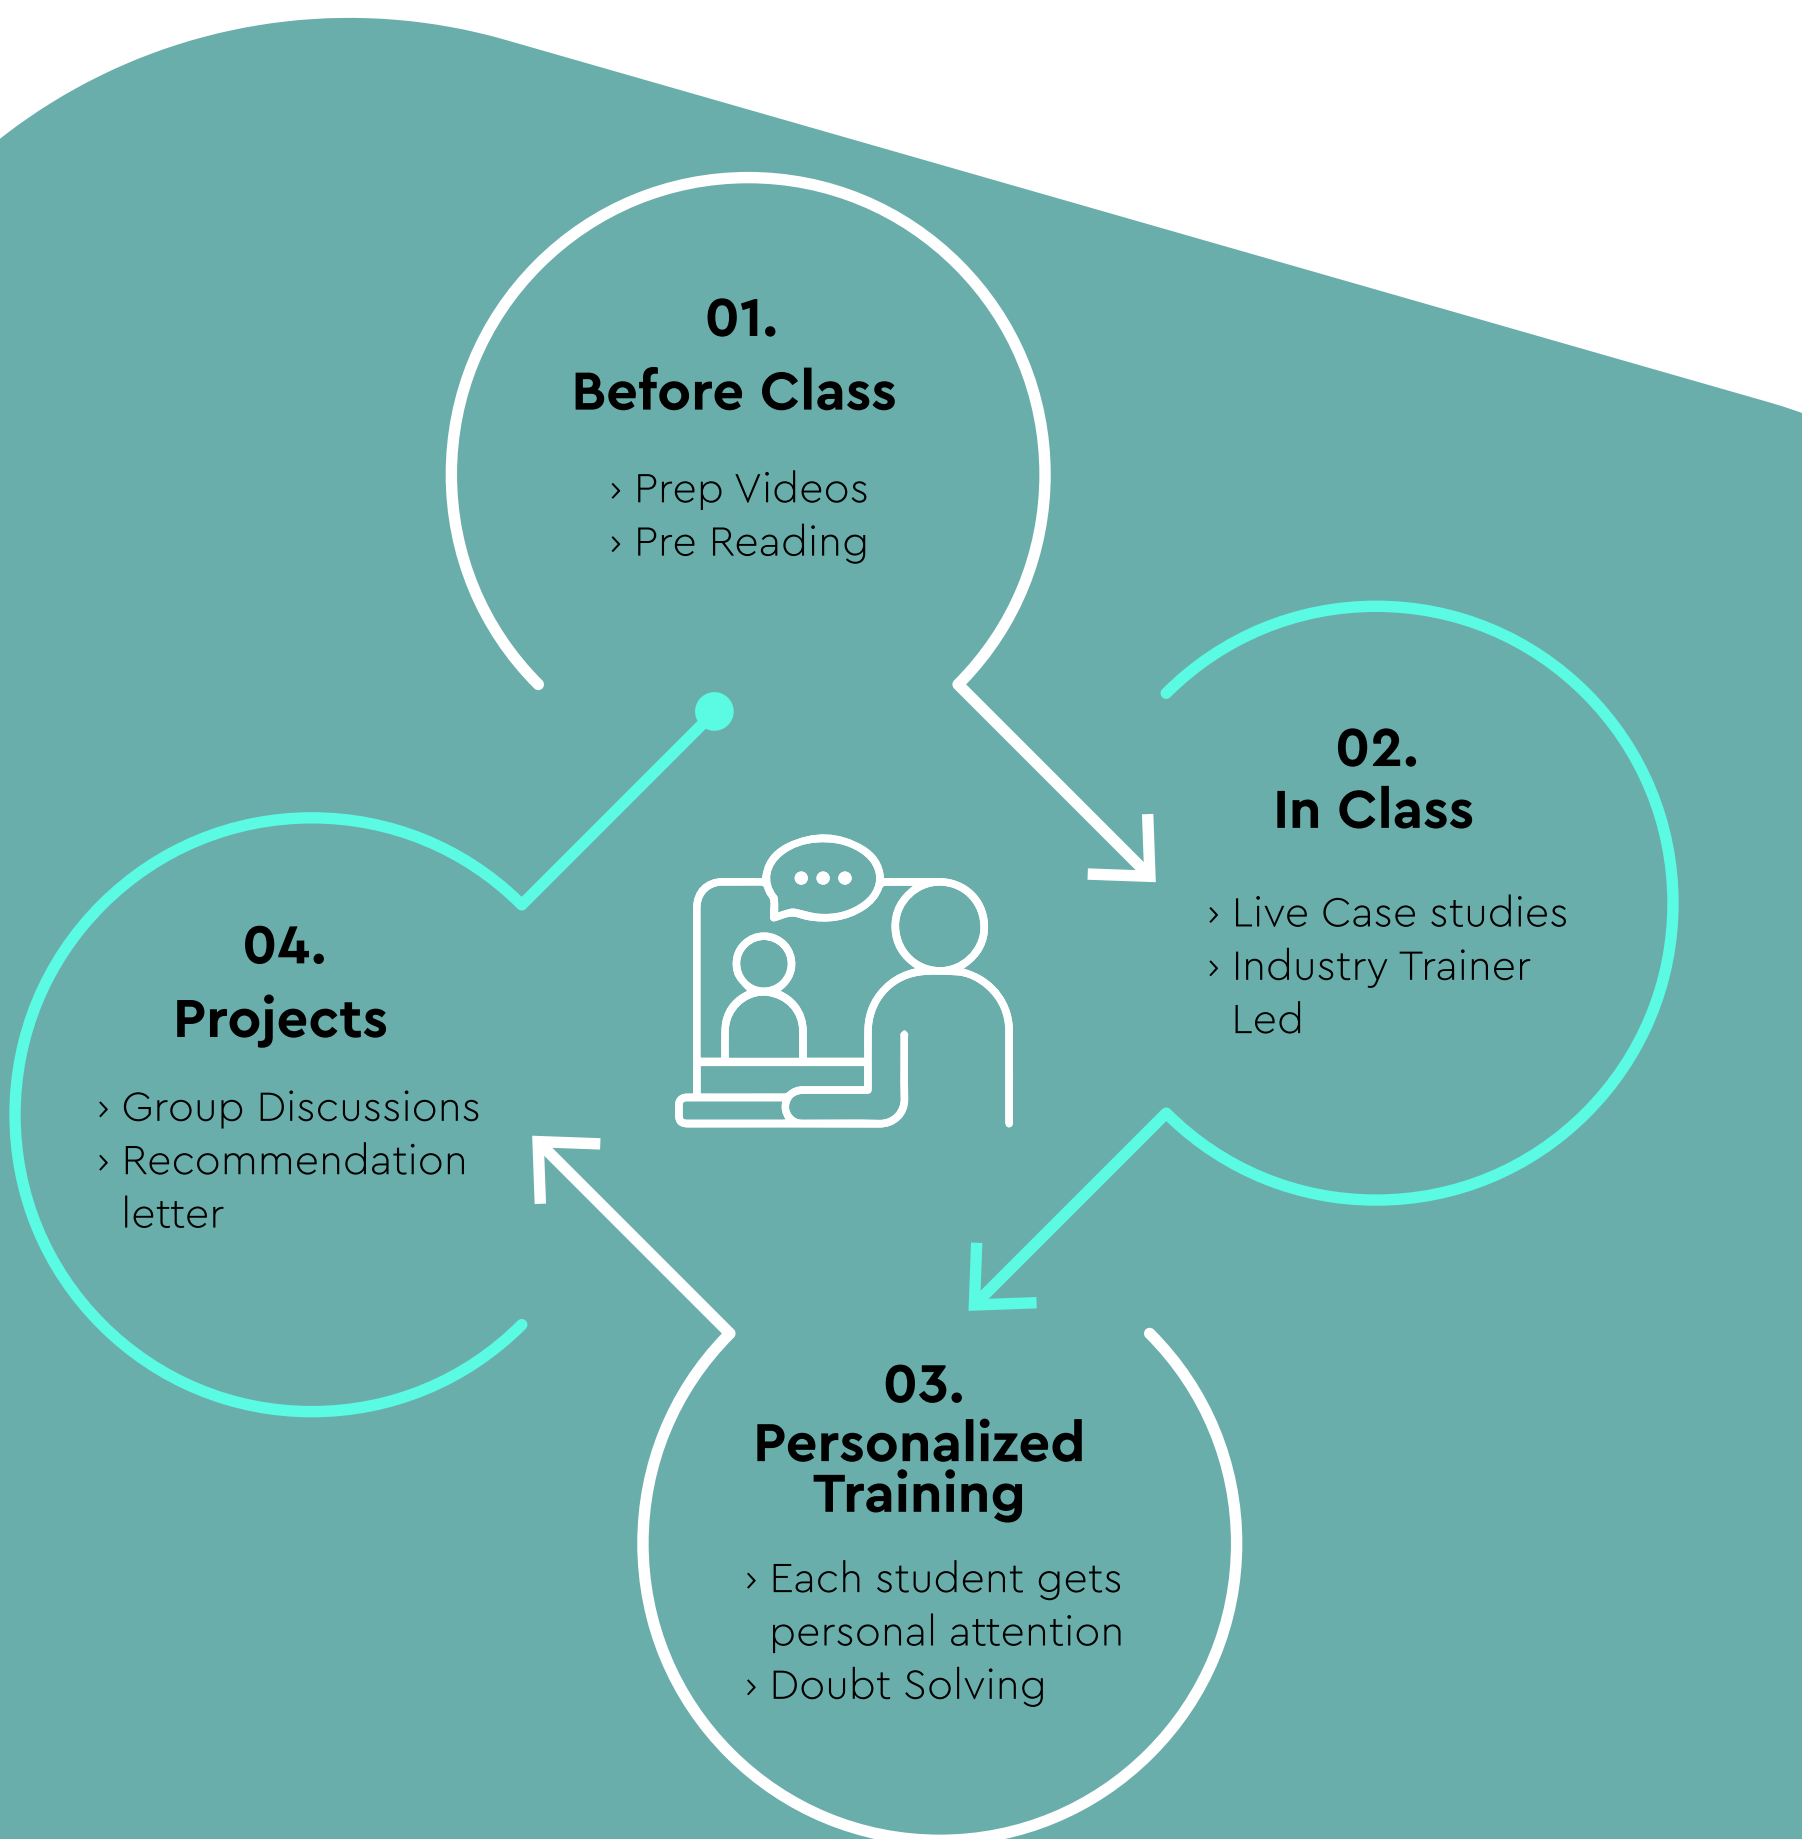 01.
Before Class
› Prep Videos
› Pre Reading
02.
In Class
› Live Case studies
› Industry Trainer
Led
03.
Personalized
Training
› Each student gets
personal attention
› Doubt Solving
04.
Projects
› Group Discussions
› Recommendation
letter